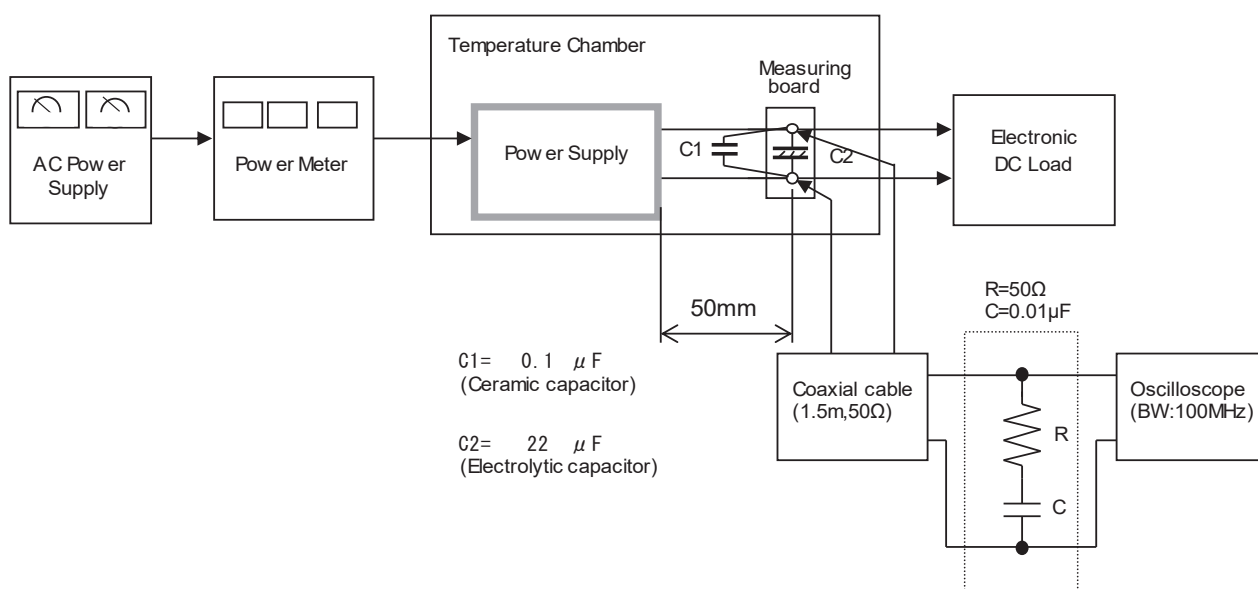 Temperature Chamber
Measuring
board
AC Power
Supply
Power Meter
Power Supply
C1
C2
Electronic
DC Load
50mm
R=50Ω
C=0.01µF
C1=  0.1  μF
(Ceramic capacitor)
C2=  22  μF
(Electrolytic capacitor)
Coaxial cable
(1.5m,50Ω)
R
C
Oscilloscope
(BW:100MHz)